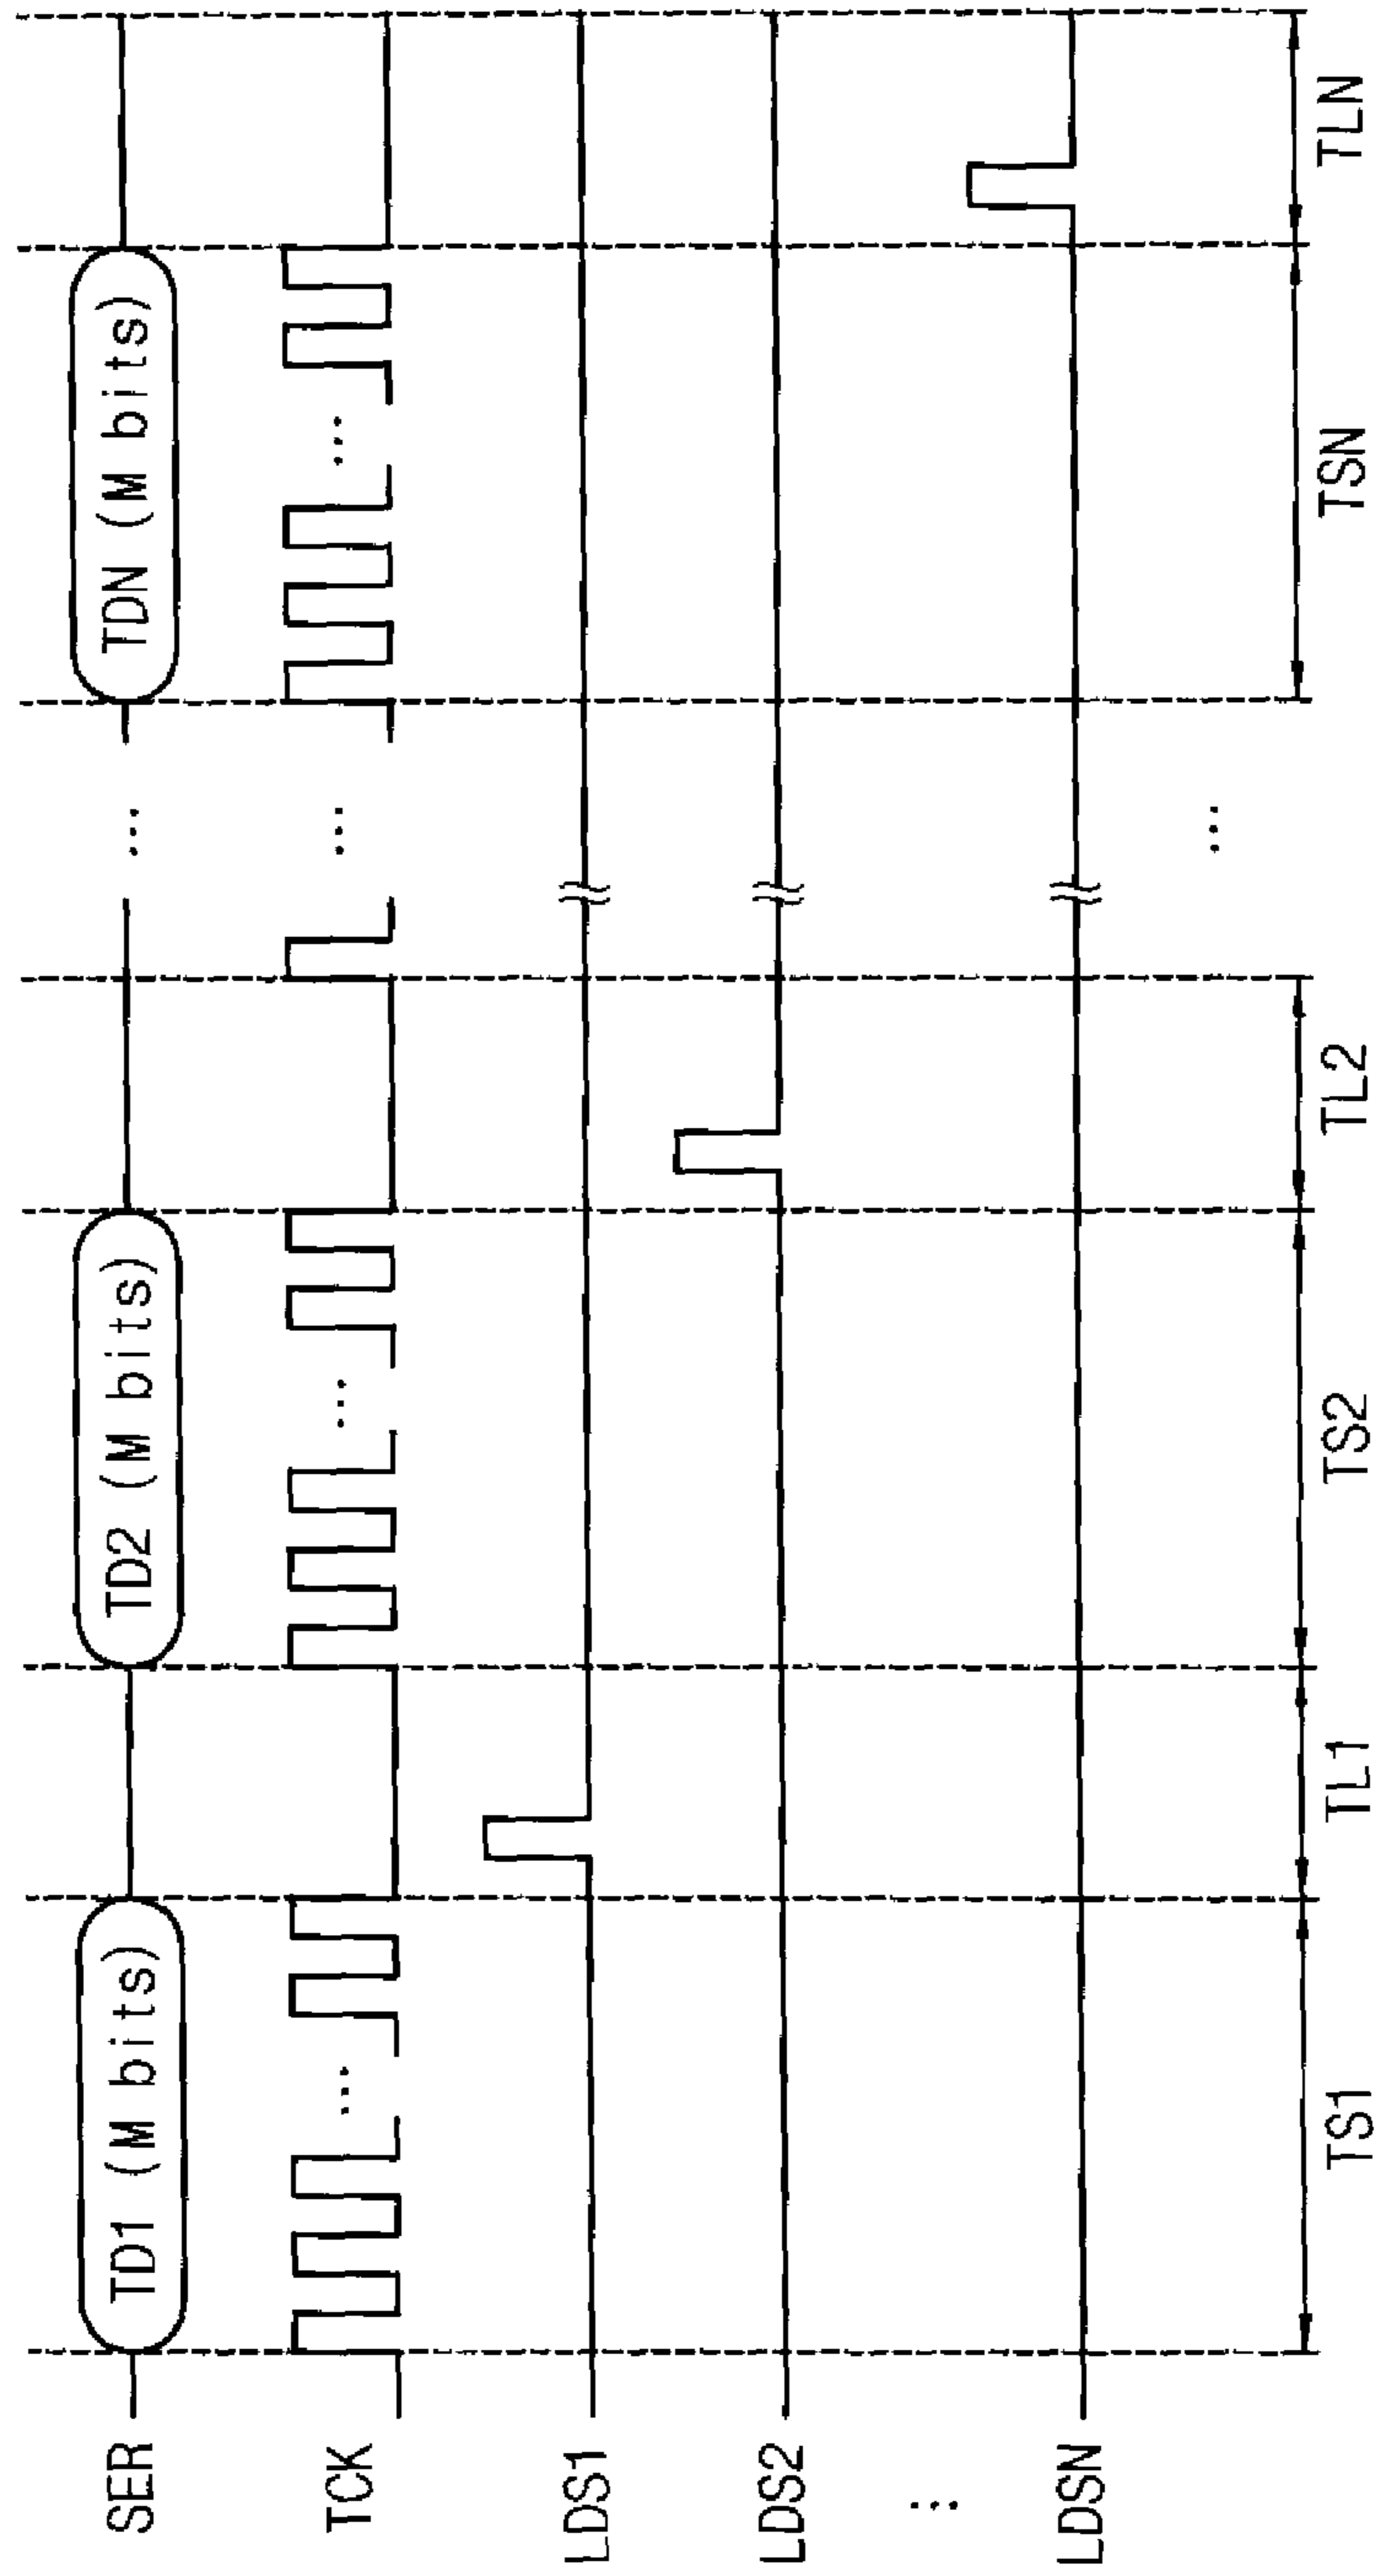 SER
TD1 (M bits)
TD2 (M bits)
...
TDN (M bits)
TCK
...
...
...
...
LDS1
LDS2
...
LDSN
TS1
TL1
TS2
TL2
...
TSN
TLN